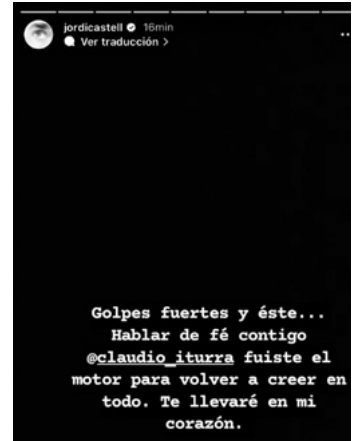 jordicastell 16min
Ver traducción >
Golpes fuertes y éste...
Hablar de fé contigo
@claudio_iturra fuiste el
motor para volver a creer en
todo. Te llevaré en mi
corazón.